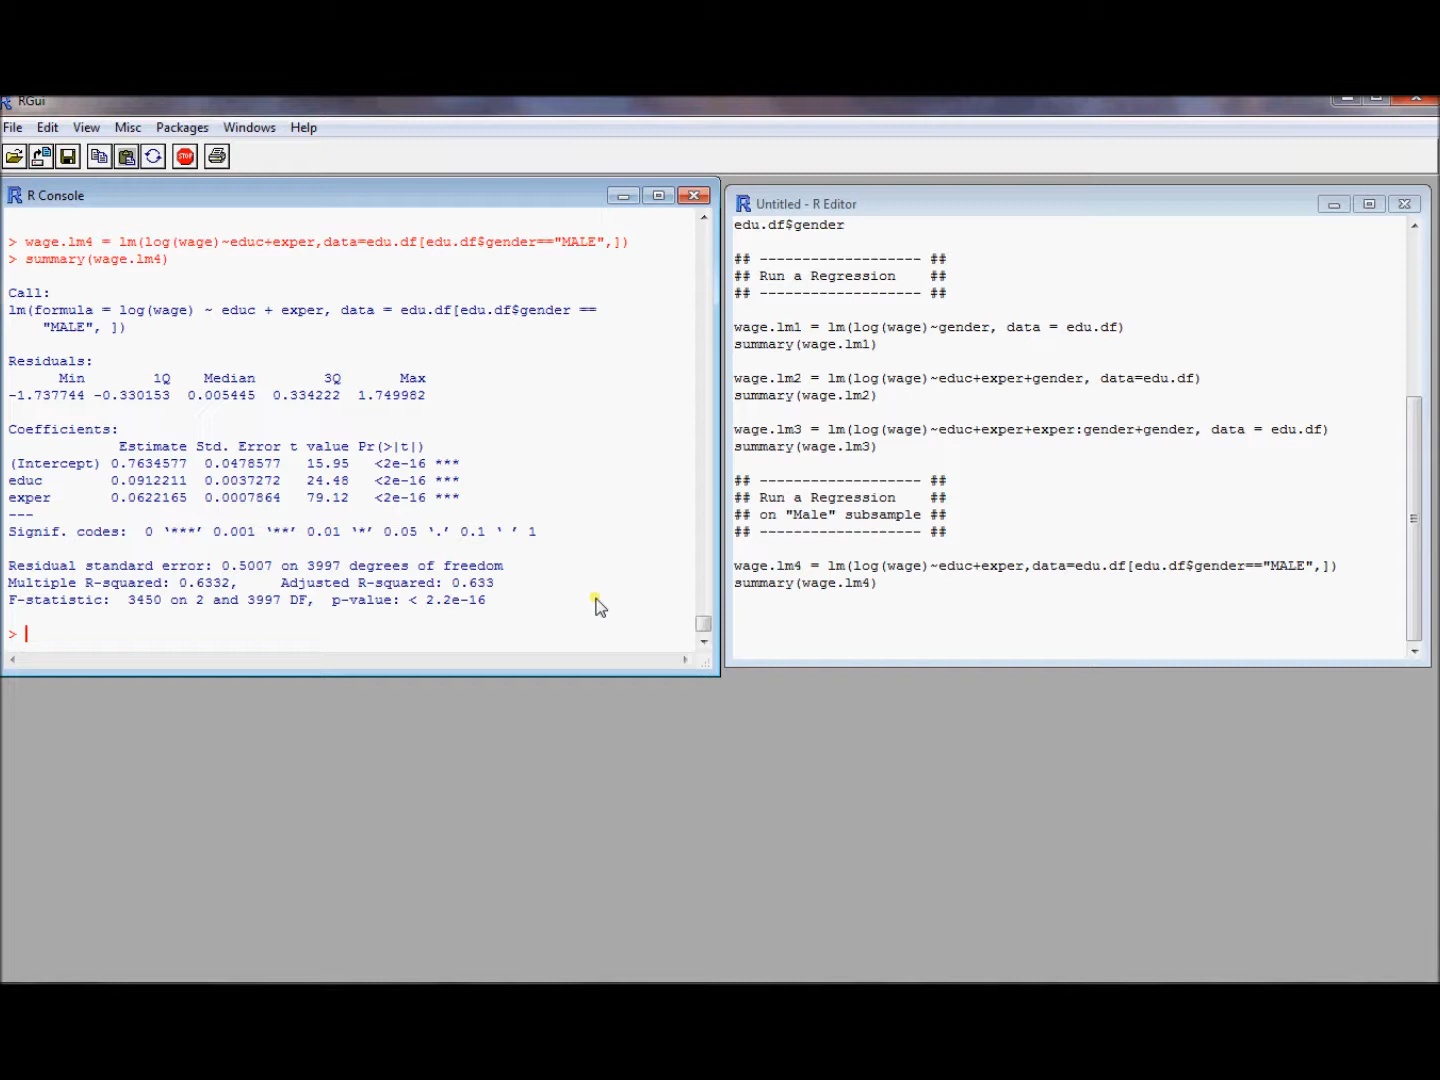 RGui
File Edit View Misc Packages Windows Help
STOP
R Console
> wage.lm4 = lm(log(wage)~educ+exper,data=edu.df[edu.df$gender=="MALE",])
> summary(wage.lm4)
Call:
lm(formula = log(wage) ~ educ + exper, data = edu.df[edu.df$gender ==
"MALE", ])
Residuals:
Min 1Q Median 3Q Max
-1.737744 -0.330153 0.005445 0.334222 1.749982
Coefficients:
Estimate Std. Error t value Pr(>|t|)
(Intercept) 0.7634577 0.0478577 15.95 <2e-16 ***
educ 0.0912211 0.0037272 24.48 <2e-16 ***
exper 0.0622165 0.0007864 79.12 <2e-16 ***
---
Signif. codes: 0 ‘***’ 0.001 ‘**’ 0.01 ‘*’ 0.05 ‘.’ 0.1 ‘ ’ 1
Residual standard error: 0.5007 on 3997 degrees of freedom
Multiple R-squared: 0.6332, Adjusted R-squared: 0.633
F-statistic: 3450 on 2 and 3997 DF, p-value: < 2.2e-16
>
Untitled - R Editor
edu.df$gender
## ------------------- ##
## Run a Regression ##
## ------------------- ##
wage.lm1 = lm(log(wage)~gender, data = edu.df)
summary(wage.lm1)
wage.lm2 = lm(log(wage)~educ+exper+gender, data=edu.df)
summary(wage.lm2)
wage.lm3 = lm(log(wage)~educ+exper+exper:gender+gender, data = edu.df)
summary(wage.lm3)
## ------------------- ##
## Run a Regression ##
## on "Male" subsample ##
## ------------------- ##
wage.lm4 = lm(log(wage)~educ+exper,data=edu.df[edu.df$gender=="MALE",])
summary(wage.lm4)